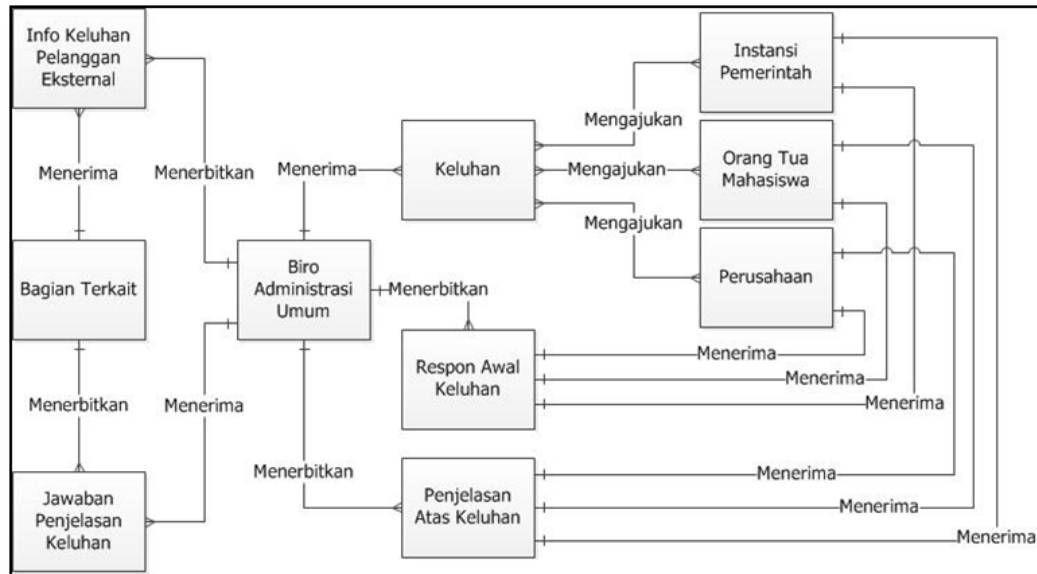 Info Keluhan
Pelanggan
Eksternal
Instansi
Pemerintah
Mengajukan
Menerima
Menerbitkan
Menerima
Keluhan
Mengajukan
Orang Tua
Mahasiswa
Mengajukan
Bagian Terkait
Biro
Administrasi
Umum
Menerbitkan
Perusahaan
Respon Awal
Keluhan
Menerima
Menerima
Menerima
Menerbitkan
Menerima
Menerbitkan
Jawaban
Penjelasan
Keluhan
Penjelasan
Atas Keluhan
Menerima
Menerima
Menerima